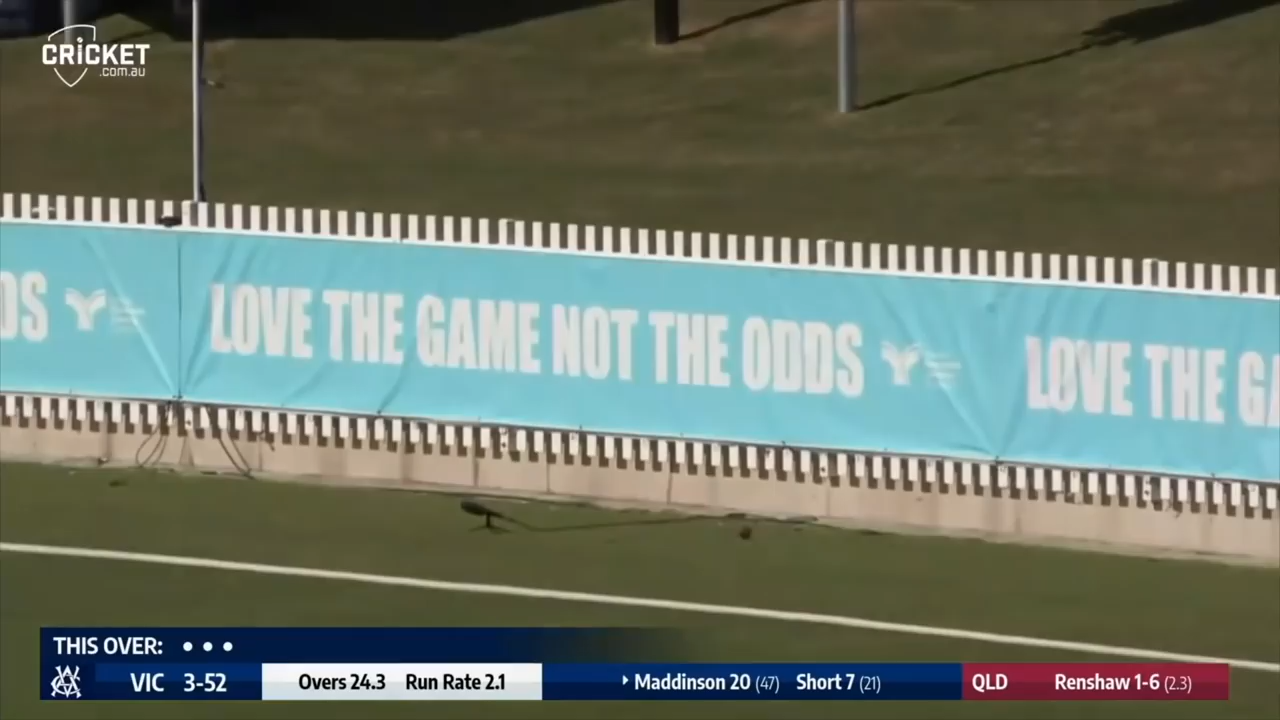 CRICKET
.com.au
DS
LOVE THE GAME NOT THE ODDS
LOVE THE GA
THIS OVER: • • •
VIC 3-52 Overs 24.3 Run Rate 2.1 Maddinson 20 (47) Short 7 (21) QLD Renshaw 1-6 (2.3)